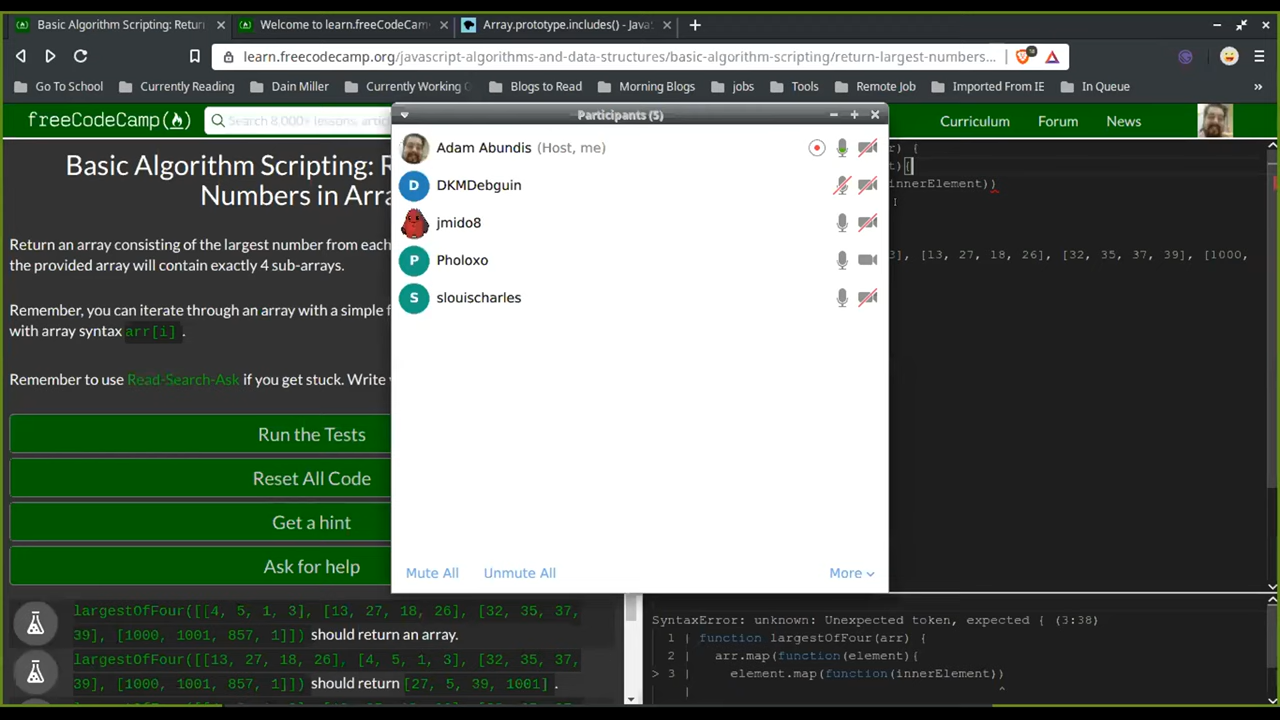 Basic Algorithm Scripting: Return
Welcome to learn.freeCodeCamp
Array.prototype.includes() - JavaS
learn.freecodecamp.org/javascript-algorithms-and-data-structures/basic-algorithm-scripting/return-largest-numbers...
Go To School
Currently Reading
Dain Miller
Currently Working
Blogs to Read
Morning Blogs
jobs
Tools
Remote Job
Imported From IE
In Queue
»
freeCodeCamp
Search 8,000+ lessons, articl
Curriculum
Forum
News
Participants (5)
Adam Abundis (Host, me)
D DKMDebguin
jmido8
P Pholoxo
S slouischarles
Mute All
Unmute All
More
Basic Algorithm Scripting: R
Numbers in Arra
Return an array consisting of the largest number from each
the provided array will contain exactly 4 sub-arrays.
Remember, you can iterate through an array with a simple f
with array syntax arr[i] .
Remember to use Read-Search-Ask if you get stuck. Write
Run the Tests
Reset All Code
Get a hint
Ask for help
largestOfFour([[4, 5, 1, 3], [13, 27, 18, 26], [32, 35, 37,
39], [1000, 1001, 857, 1]]) should return an array.
largestOfFour([[13, 27, 18, 26], [4, 5, 1, 3], [32, 35, 37,
39], [1000, 1001, 857, 1]]) should return [27, 5, 39, 1001] .
r) {
t){
innerElement))
3], [13, 27, 18, 26], [32, 35, 37, 39], [1000,
SyntaxError: unknown: Unexpected token, expected { (3:38)
1 | function largestOfFour(arr) {
2 | arr.map(function(element){
> 3 | element.map(function(innerElement))
| ^